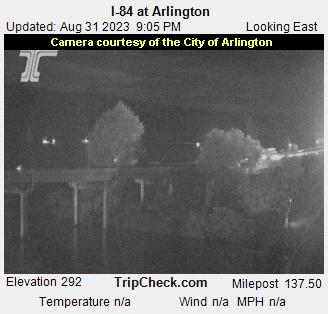 I-84 at Arlington
Updated: Aug 31 2023 9:05 PM Looking East
Camera courtesy of the City of Arlington
Elevation 292 TripCheck.com Milepost 137.50
Temperature n/a Wind n/a MPH n/a